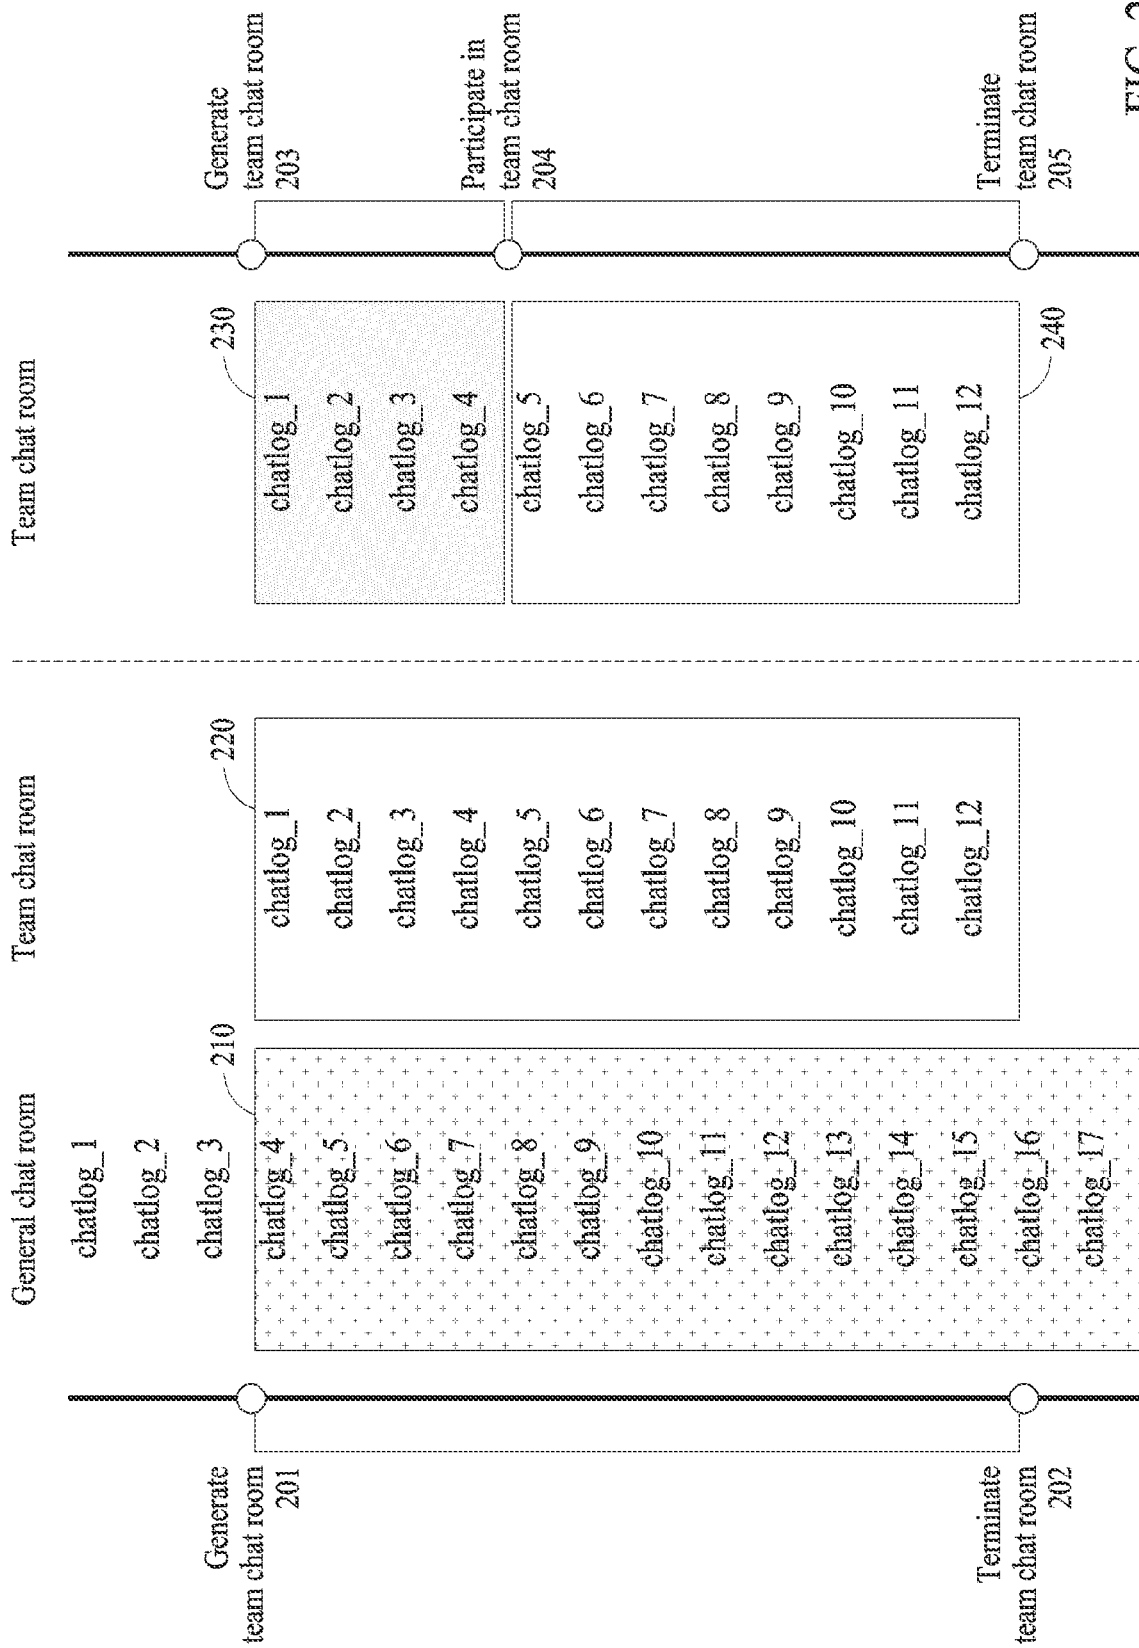 General chat room
Team chat room
Team chat room
chatlog_1
chatlog_2
chatlog_3
Generate
team chat room
201
210
chatlog_4
chatlog_5
chatlog_6
chatlog_7
chatlog_8
chatlog_9
chatlog_10
chatlog_11
chatlog_12
chatlog_13
chatlog_14
chatlog_15
chatlog_16
chatlog_17
Terminate
team chat room
202
220
chatlog_1
chatlog_2
chatlog_3
chatlog_4
chatlog_5
chatlog_6
chatlog_7
chatlog_8
chatlog_9
chatlog_10
chatlog_11
chatlog_12
230
chatlog_1
chatlog_2
chatlog_3
chatlog_4
chatlog_5
chatlog_6
chatlog_7
chatlog_8
chatlog_9
chatlog_10
chatlog_11
chatlog_12
240
Generate
team chat room
203
Participate in
team chat room
204
Terminate
team chat room
205
FIG. 2